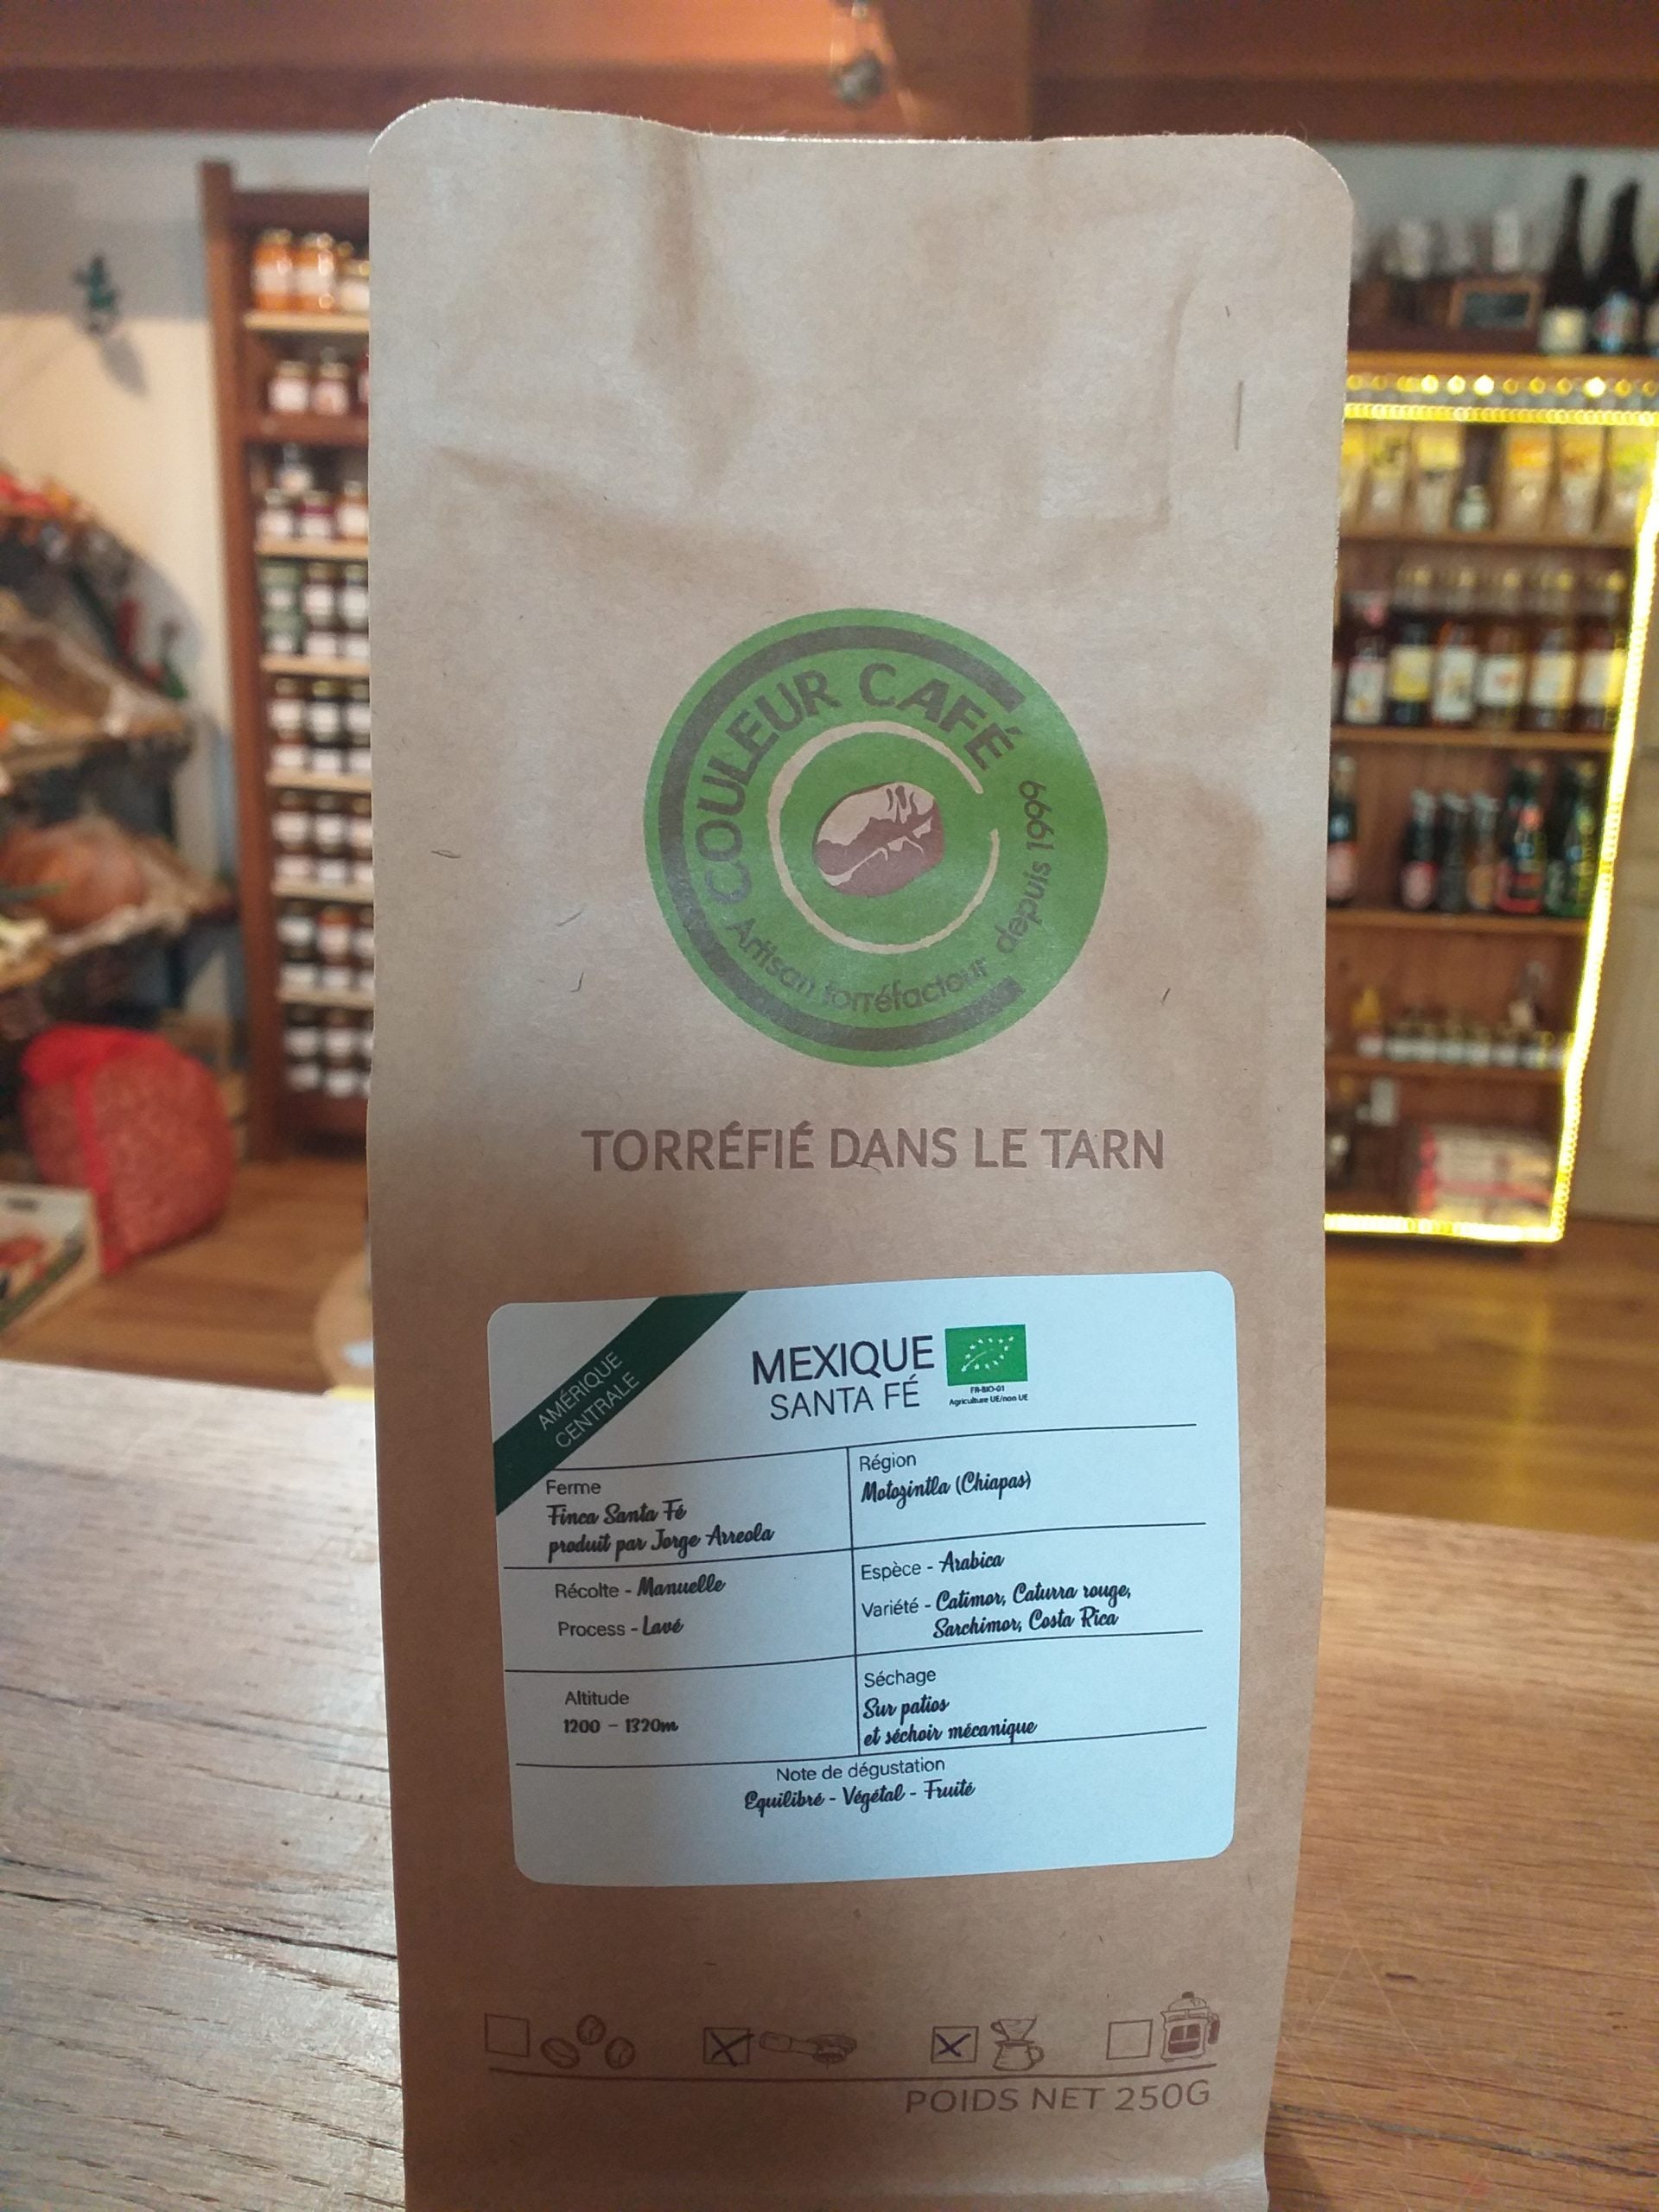 COULEUR CAFÉ
Artisan torréfacteur depuis 1999
TORRÉFIÉ DANS LE TARN
AMÉRIQUE
CENTRALE
MEXIQUE
SANTA FÉ
FR-BIO-01
Agriculture UE/non UE
Ferme
Finca Santa Fé
produit par Jorge Arreola
Région
Motozintla (Chiapas)
Récolte - Manuelle
Process - Lavé
Espèce - Arabica
Variété - Catimor, Caturra rouge,
Sarchimor, Costa Rica
Altitude
1200 - 1320m
Séchage
Sur patios
et séchoir mécanique
Note de dégustation
Equilibré - Végétal - Fruité
POIDS NET 250G